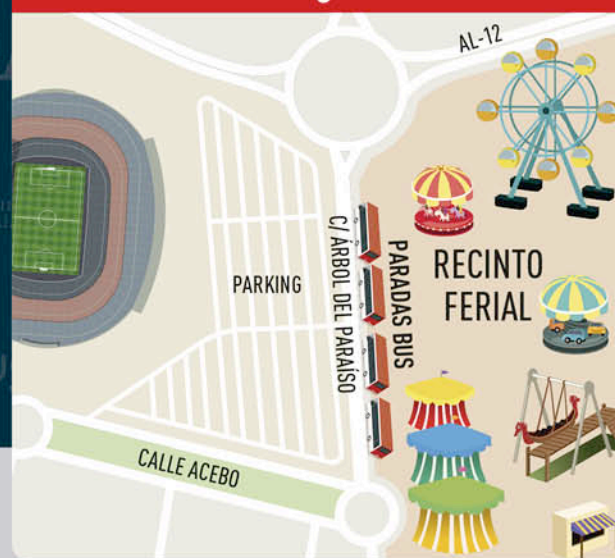 AL-12
PARKING
C/ ÁRBOL DEL PARAÍSO
PARADAS BUS
RECINTO
FERIAL
CALLE ACEBO